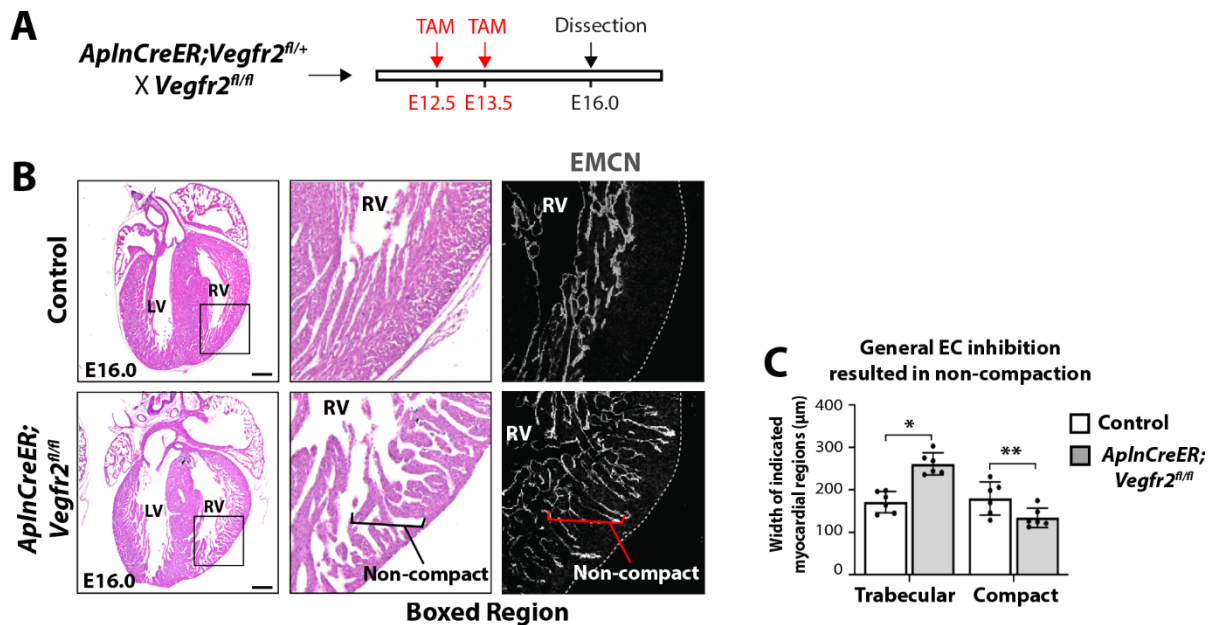 A
ApInCreER;Vegfr2fl/+
X Vegfr2fl/fl
TAM TAM Dissection
E12.5 E13.5 E16.0
B
EMCN
Control
LV RV
E16.0
RV
RV
ApInCreER;
Vegfr2fl/fl
LV RV
E16.0
RV
Non-compact
RV
Non-compact
Boxed Region
C
General EC inhibition
resulted in non-compaction
Width of indicated
myocardial regions (µm)
400
300
200
100
0
*
**
Trabecular Compact
Control
ApInCreER;
Vegfr2fl/fl